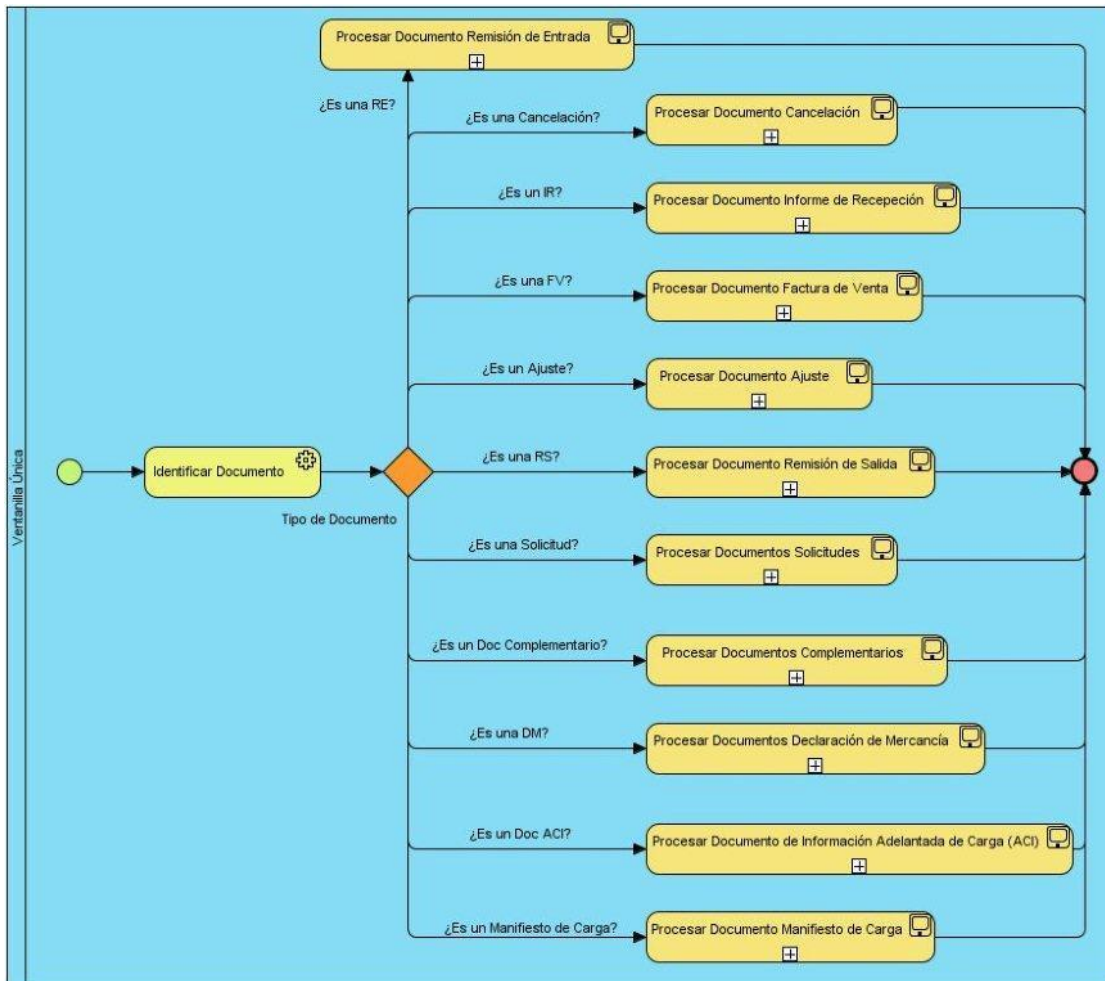 Ventanilla Única
Procesar Documento Remisión de Entrada
¿Es una RE?
¿Es una Cancelación?
Procesar Documento Cancelación
¿Es un IR?
Procesar Documento Informe de Recepeción
¿Es una FV?
Procesar Documento Factura de Venta
¿Es un Ajuste?
Procesar Documento Ajuste
Identificar Documento
Tipo de Documento
¿Es una RS?
Procesar Documento Remisión de Salida
¿Es una Solicitud?
Procesar Documentos Solicitudes
¿Es un Doc Complementario?
Procesar Documentos Complementarios
¿Es una DM?
Procesar Documentos Declaración de Mercancía
¿Es un Doc ACI?
Procesar Documento de Información Adelantada de Carga (ACI)
¿Es un Manifiesto de Carga?
Procesar Documento Manifiesto de Carga